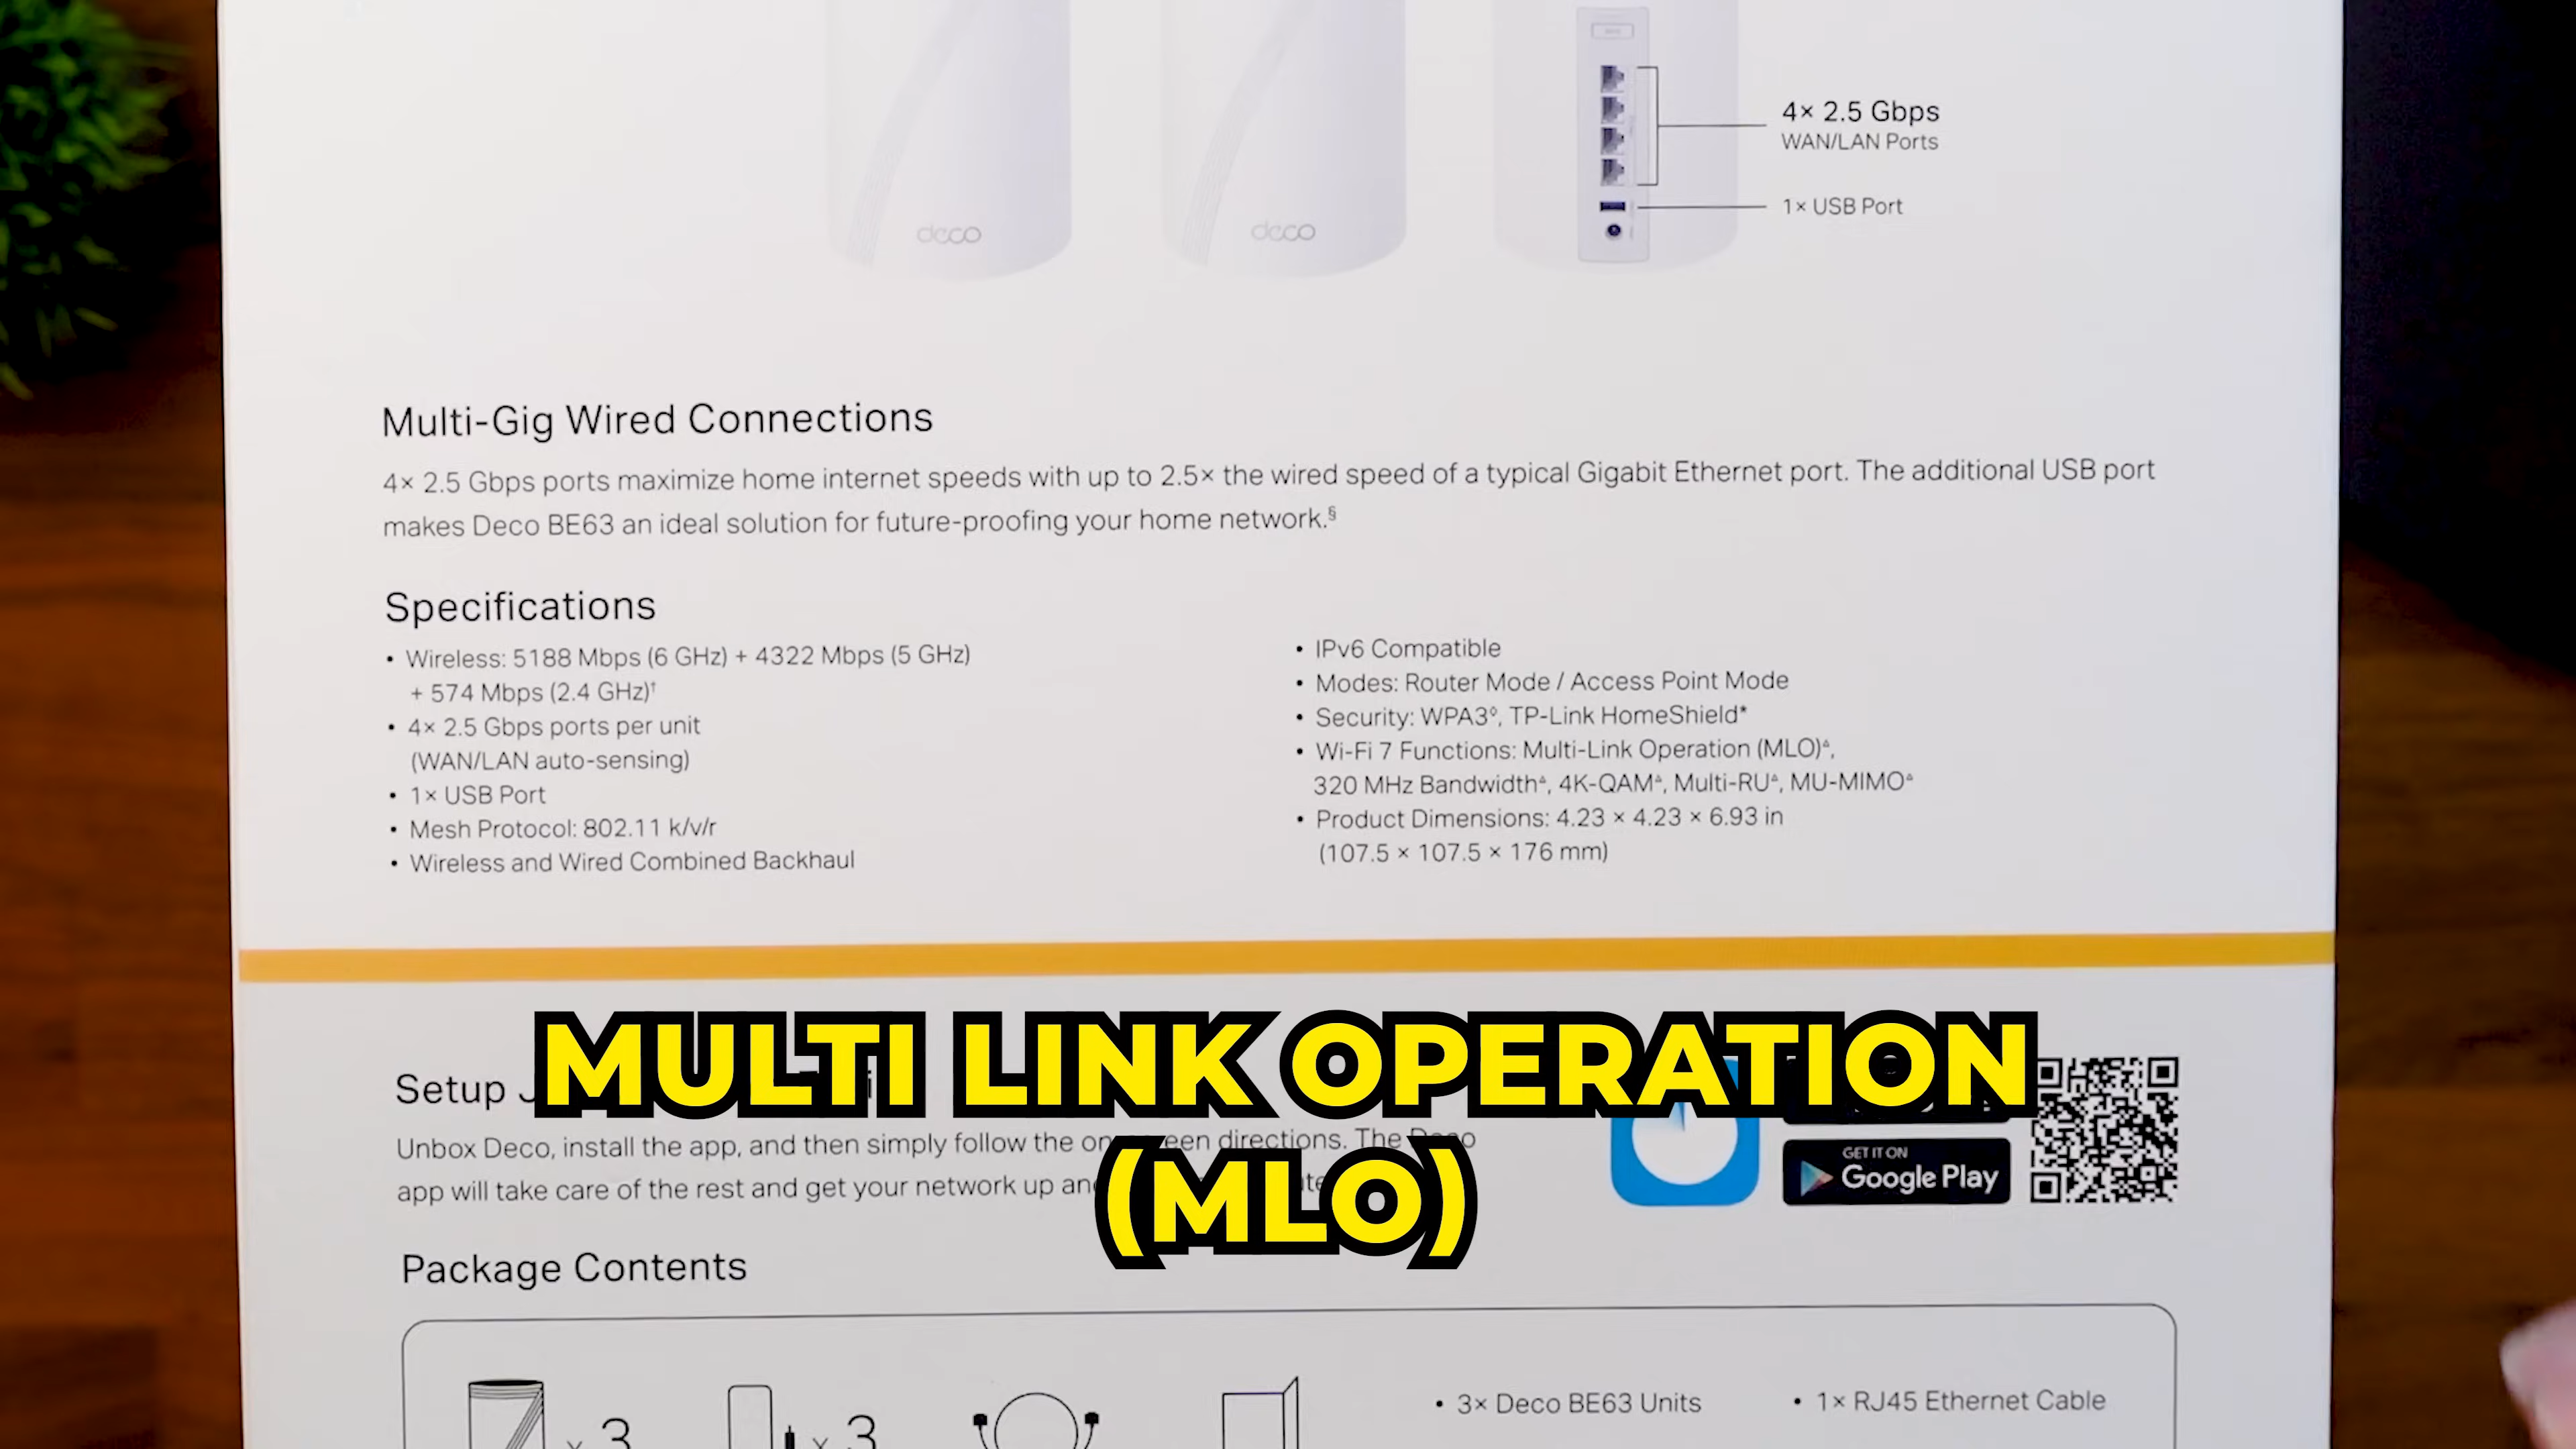 4× 2.5 Gbps
WAN/LAN Ports
1× USB Port
deco
deco
Multi-Gig Wired Connections
4× 2.5 Gbps ports maximize home internet speeds with up to 2.5× the wired speed of a typical Gigabit Ethernet port. The additional USB port
makes Deco BE63 an ideal solution for future-proofing your home network.§
Specifications
• Wireless: 5188 Mbps (6 GHz) + 4322 Mbps (5 GHz)
+ 574 Mbps (2.4 GHz)†
• 4× 2.5 Gbps ports per unit
(WAN/LAN auto-sensing)
• 1× USB Port
• Mesh Protocol: 802.11 k/v/r
• Wireless and Wired Combined Backhaul
• IPv6 Compatible
• Modes: Router Mode / Access Point Mode
• Security: WPA3◊, TP-Link HomeShield*
• Wi-Fi 7 Functions: Multi-Link Operation (MLO)△,
320 MHz Bandwidth△, 4K-QAM△, Multi-RU△, MU-MIMO△
• Product Dimensions: 4.23 × 4.23 × 6.93 in
(107.5 × 107.5 × 176 mm)
MULTI LINK OPERATION
(MLO)
Setup
Unbox Deco, install the app, and then simply follow the directions. The
app will take care of the rest and get your network up
GET IT ON
Google Play
Package Contents
× 3
× 3
• 3× Deco BE63 Units
• 1× RJ45 Ethernet Cable